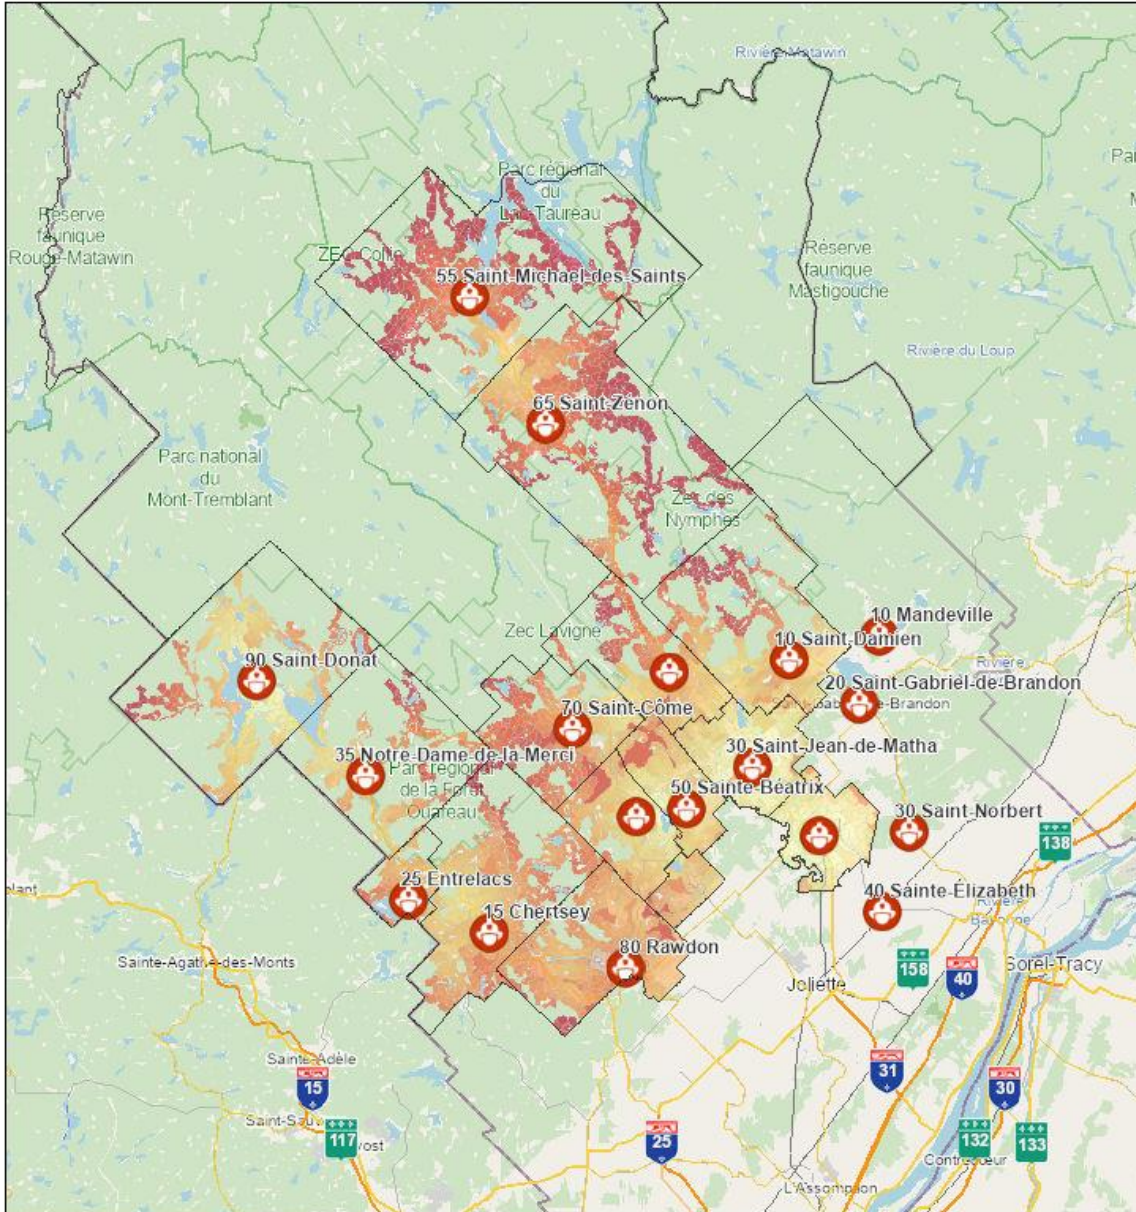 Rivière Matawin
Parc régional
du
Lac Taureau
Réserve
faunique
Rouge-Matawin
ZEC Collin
Réserve
faunique
Mastigouche
55 Saint-Michael-des-Saints
Rivière du Loup
65 Saint-Zénon
Parc national
du
Mont-Tremblant
Zec des
Nymphes
Zec Lavigne
10 Mandeville
10 Saint-Damien
Rivière
90 Saint-Donat
20 Saint-Gabriel-de-Brandon
70 Saint-Côme
30 Saint-Jean-de-Matha
35 Notre-Dame-de-la-Merci
Parc régional
de la Forêt
Ouareau
50 Sainte-Béatrix
30 Saint-Norbert
138
25 Entrelacs
40 Sainte-Élizabeth
Rivière
15 Chertsey
80 Rawdon
Sainte-Agathe-des-Monts
158
40
Sorel-Tracy
Joliette
Sainte-Adèle
15
31
30
117
25
132
133
Contrecœur
L'Assomption